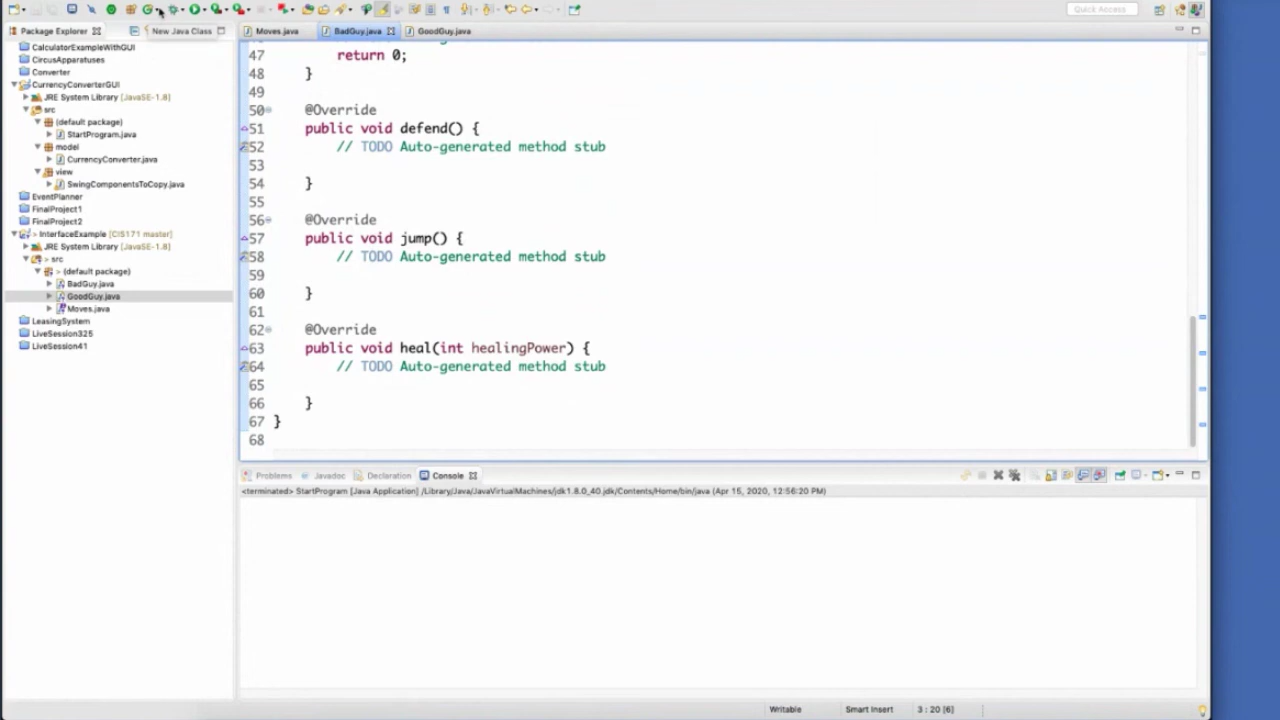 Quick Access
Package Explorer
New Java Class
CalculatorExampleWithGUI
CircusApparatuses
Converter
CurrencyConverterGUI
JRE System Library [JavaSE-1.8]
src
(default package)
StartProgram.java
model
CurrencyConverter.java
view
SwingComponentsToCopy.java
EventPlanner
FinalProject1
FinalProject2
> InterfaceExample [CIS171 master]
JRE System Library [JavaSE-1.8]
> src
> (default package)
BadGuy.java
GoodGuy.java
Moves.java
LeasingSystem
LiveSession325
LiveSession41
Moves.java
BadGuy.java
GoodGuy.java
47 return 0;
48 }
49
50 @Override
51 public void defend() {
52 // TODO Auto-generated method stub
53
54 }
55
56 @Override
57 public void jump() {
58 // TODO Auto-generated method stub
59
60 }
61
62 @Override
63 public void heal(int healingPower) {
64 // TODO Auto-generated method stub
65
66 }
67 }
68
Problems Javadoc Declaration Console
<terminated> StartProgram [Java Application] /Library/Java/JavaVirtualMachines/jdk1.8.0_40.jdk/Contents/Home/bin/java (Apr 15, 2020, 12:56:20 PM)
Writable Smart Insert 3 : 20 [6]